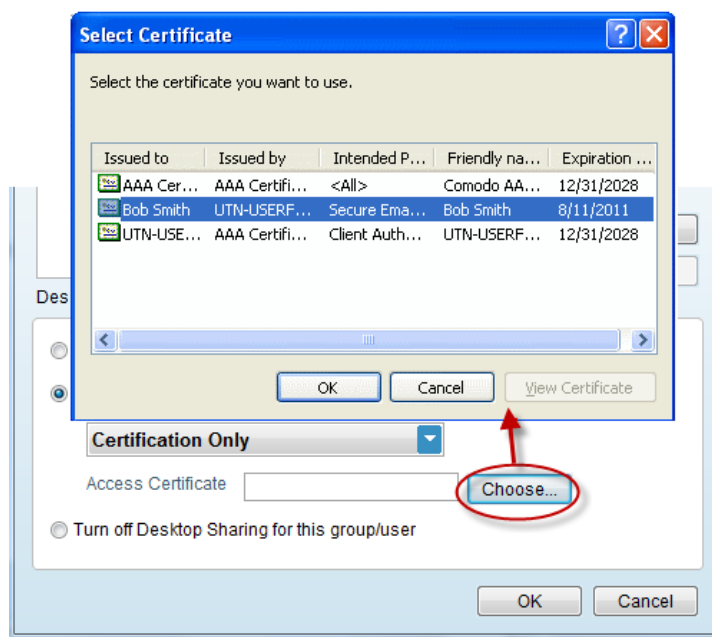 Select Certificate
Select the certificate you want to use.
Issued to Issued by Intended P... Friendly na... Expiration ...
AAA Cer... AAA Certifi... <All> Comodo AA... 12/31/2028
Bob Smith UTN-USERF... Secure Ema... Bob Smith 8/11/2011
UTN-USE... AAA Certifi... Client Auth... UTN-USERF... 12/31/2028
Des
OK Cancel View Certificate
Certification Only
Access Certificate Choose...
Turn off Desktop Sharing for this group/user
OK Cancel